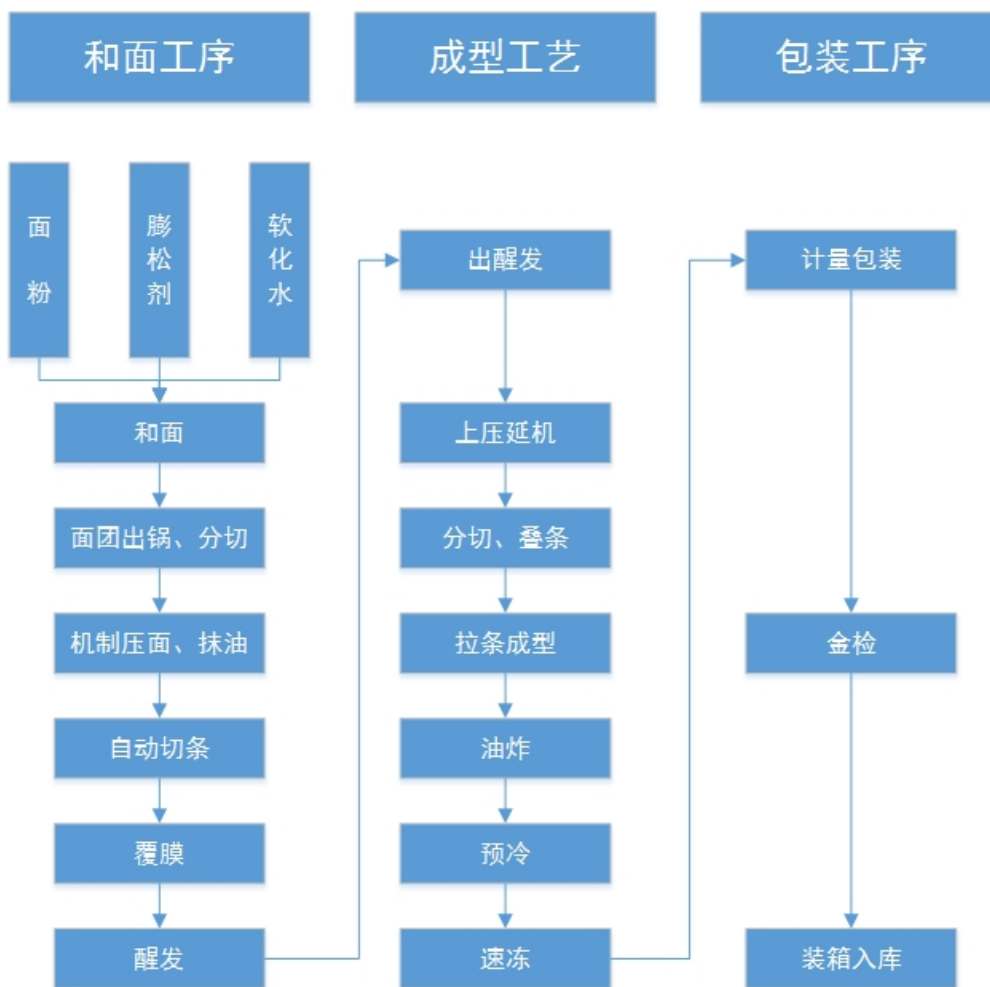 和面工序
成型工艺
包装工序
面粉
膨松剂
软化水
和面
面团出锅、分切
机制压面、抹油
自动切条
覆膜
醒发
出醒发
上压延机
分切、叠条
拉条成型
油炸
预冷
速冻
计量包装
金检
装箱入库